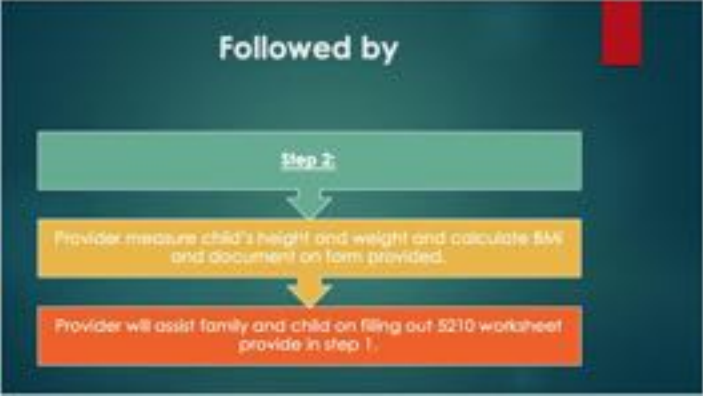 Followed by
Step 2:
Provider measure child's height and weight and calculate BMI
and document on form provided.
Provider will assist family and child on filling out 5210 worksheet
provide in step 1.